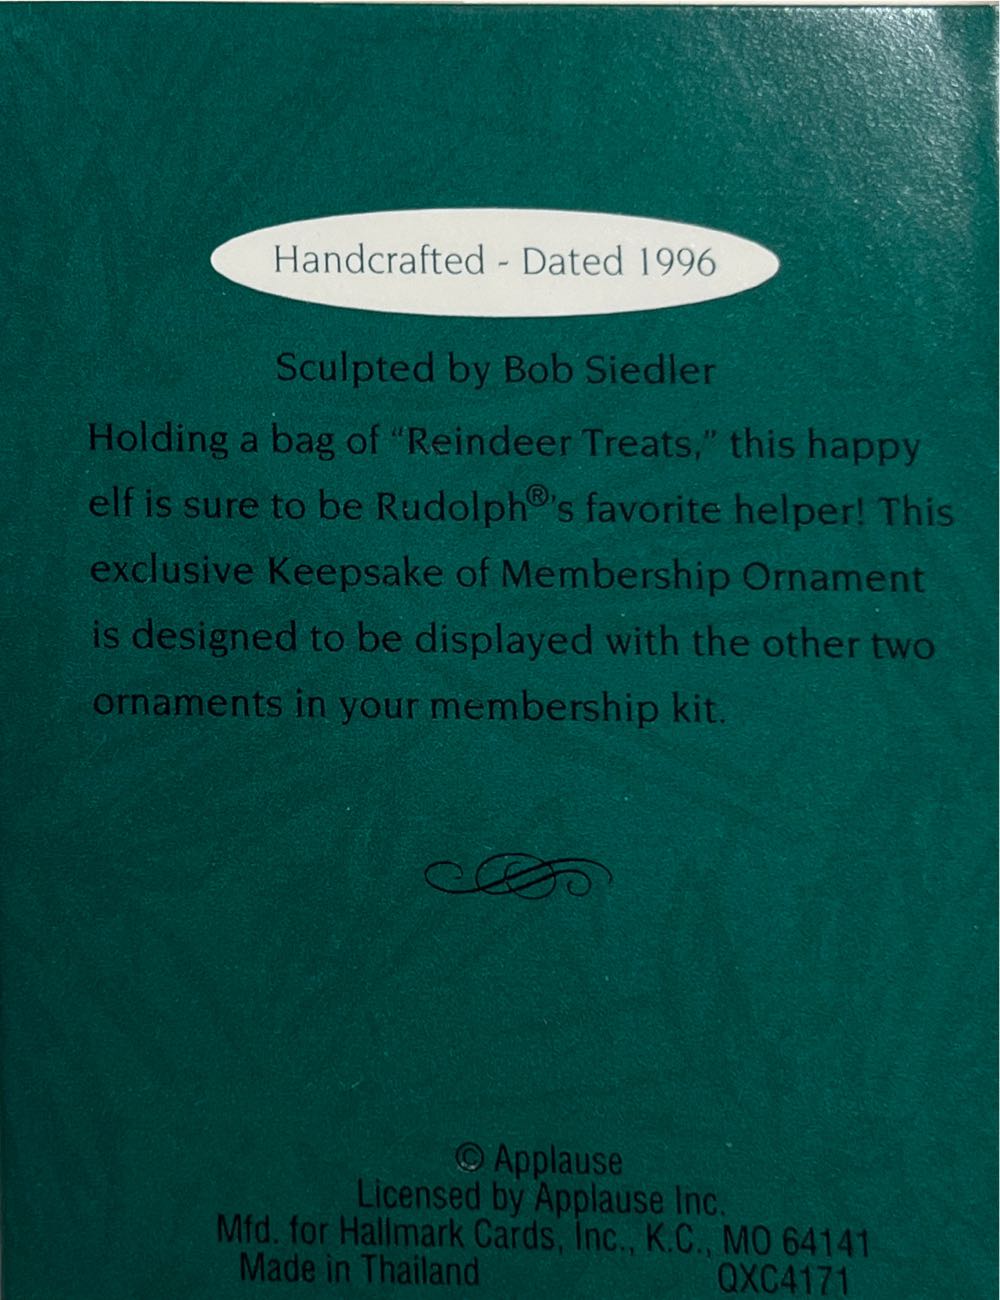 Handcrafted - Dated 1996
Sculpted by Bob Siedler
Holding a bag of “Reindeer Treats,” this happy
elf is sure to be Rudolph®’s favorite helper! This
exclusive Keepsake of Membership Ornament
is designed to be displayed with the other two
ornaments in your membership kit.
© Applause
Licensed by Applause Inc.
Mfd. for Hallmark Cards, Inc., K.C., MO 64141
Made in Thailand QXC4171